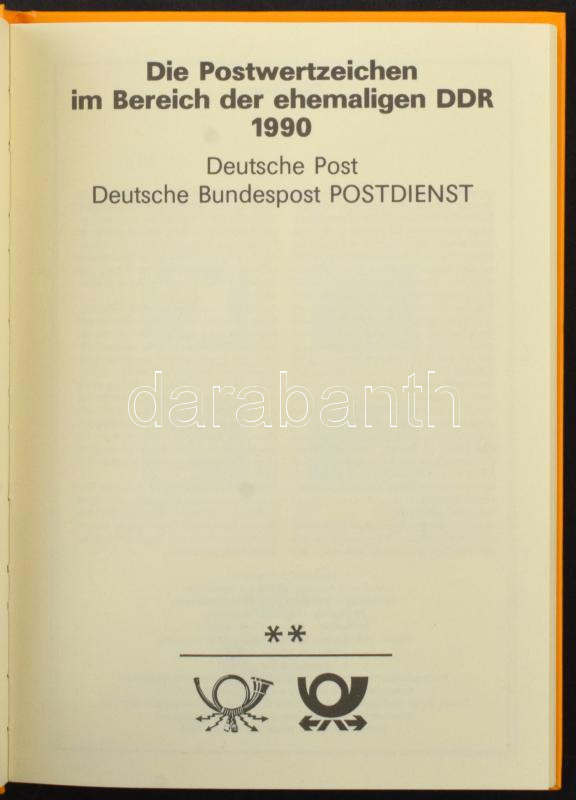 Die Postwertzeichen
im Bereich der ehemaligen DDR
1990
Deutsche Post
Deutsche Bundespost POSTDIENST
darabanth
**